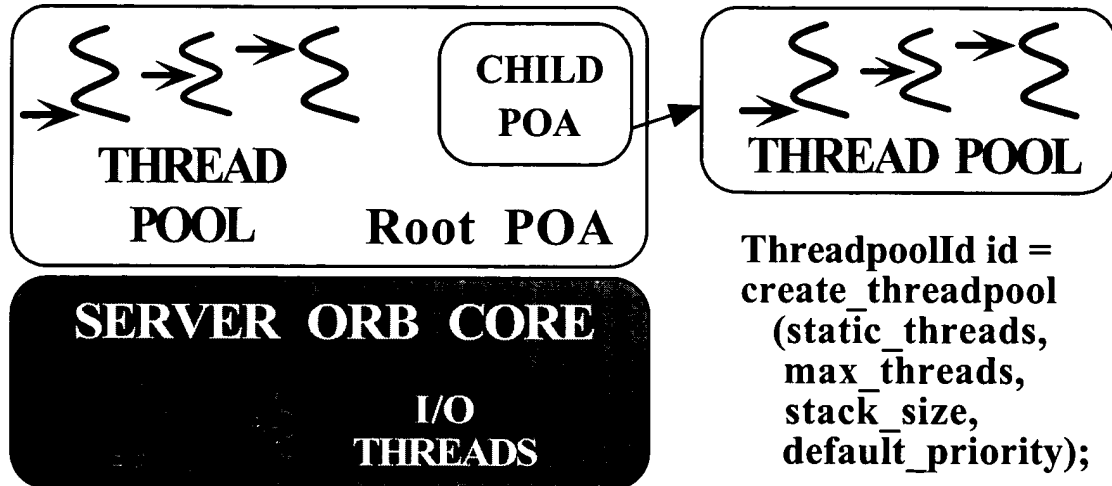 CHILD
POA
THREAD
POOL
Root POA
THREAD POOL
SERVER ORB CORE
I/O
THREADS
ThreadpoolId id =
create_threadpool
(static_threads,
max_threads,
stack_size,
default_priority);